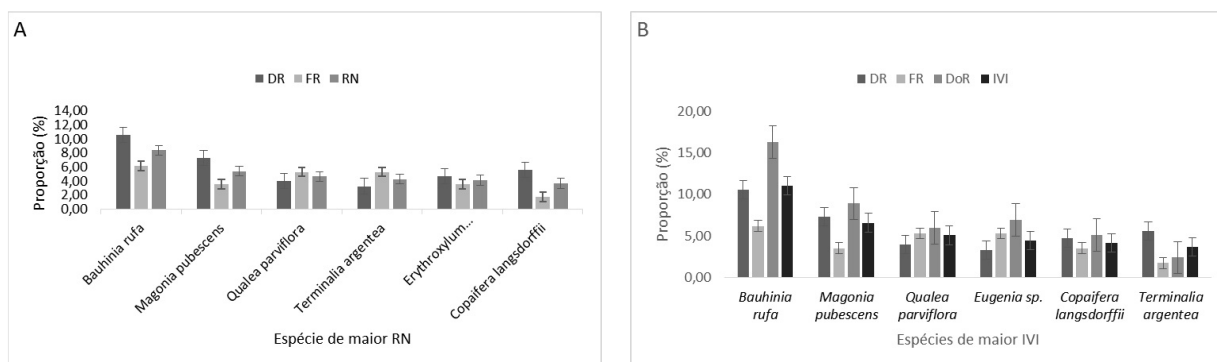 A
DR FR RN
Proporção (%)
14,00
12,00
10,00
8,00
6,00
4,00
2,00
0,00
Bauhinia rufa
Magonia pubescens
Qualea parviflora
Terminalia argentea
Erythroxylum...
Copaifera langsdorffii
Espécie de maior RN
B
DR FR DoR IVI
Proporção (%)
20,00
15,00
10,00
5,00
0,00
Bauhinia rufa
Magonia pubescens
Qualea parviflora
Eugenia sp.
Copaifera langsdorffii
Terminalia argentea
Espécies de maior IVI